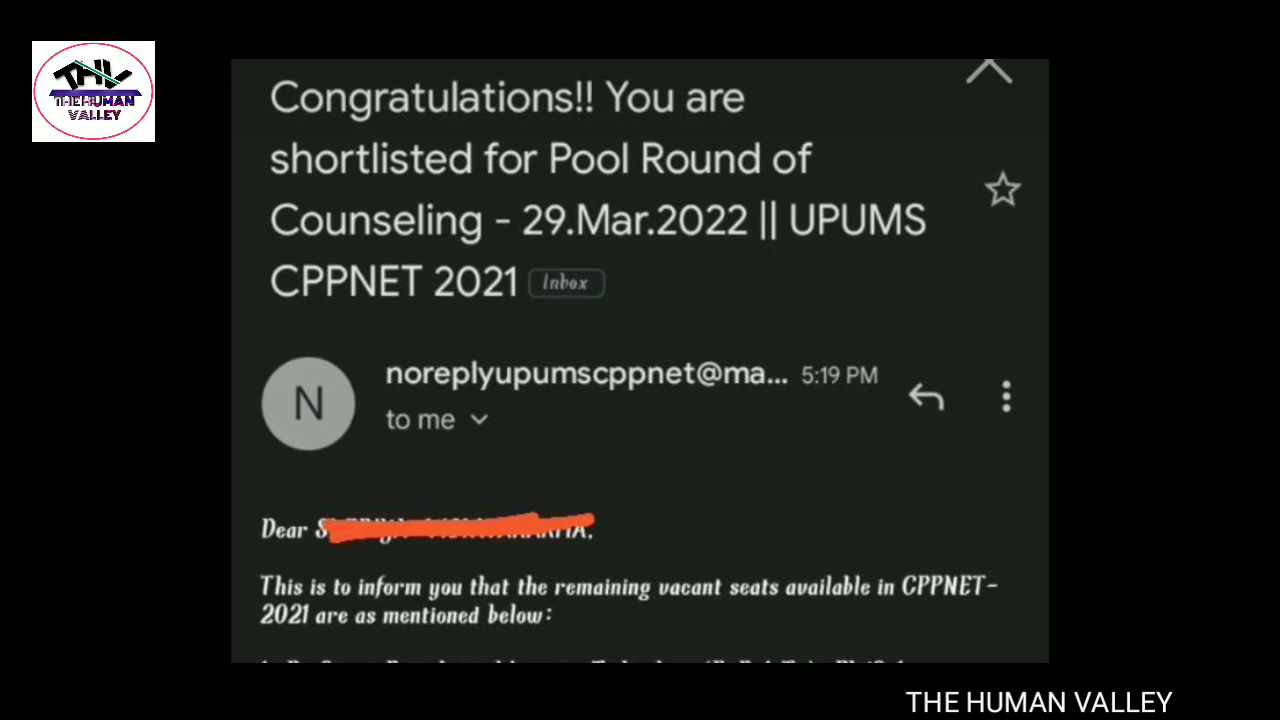 THV
THEHUMAN
VALLEY
Congratulations!! You are
shortlisted for Pool Round of
Counseling - 29.Mar.2022 || UPUMS
CPPNET 2021 Inbox
N
noreplyupumscppnet@ma... 5:19 PM
to me
Dear
This is to inform you that the remaining vacant seats available in CPPNET-
2021 are as mentioned below:
THE HUMAN VALLEY